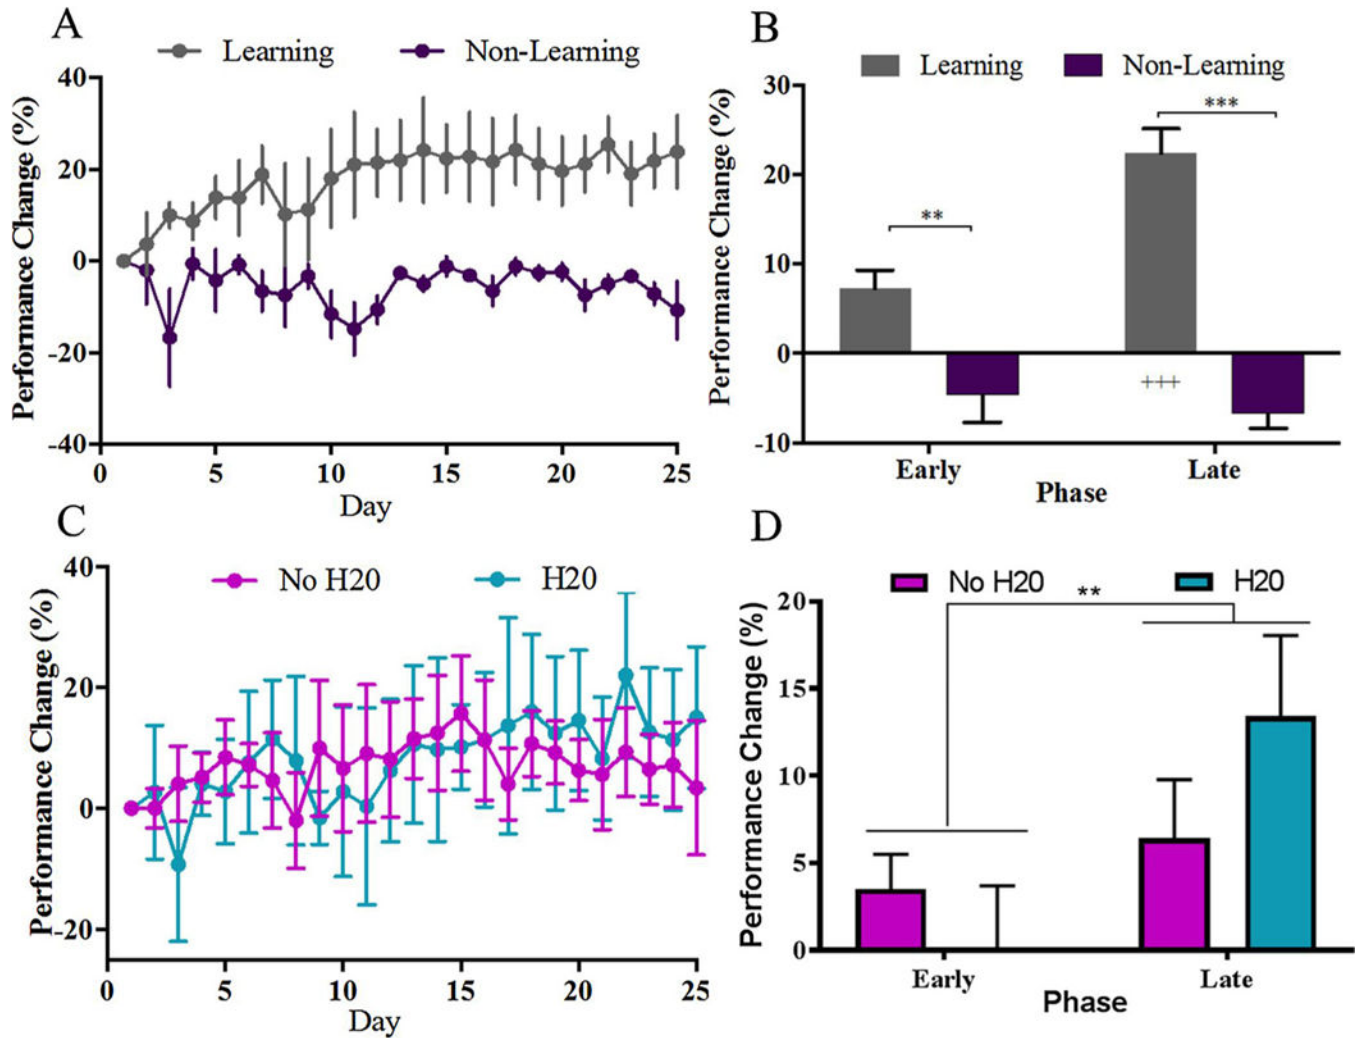 A
Learning Non-Learning
Performance Change (%)
40
20
0
-20
-40
0 5 10 15 20 25
Day
B
Learning Non-Learning
Performance Change (%)
30
20
10
0
-10
**
***
+++
Early Late
Phase
C
No H20 H20
Performance Change (%)
40
20
0
-20
0 5 10 15 20 25
Day
D
No H20 H20
**
Performance Change (%)
20
15
10
5
0
Early Late
Phase